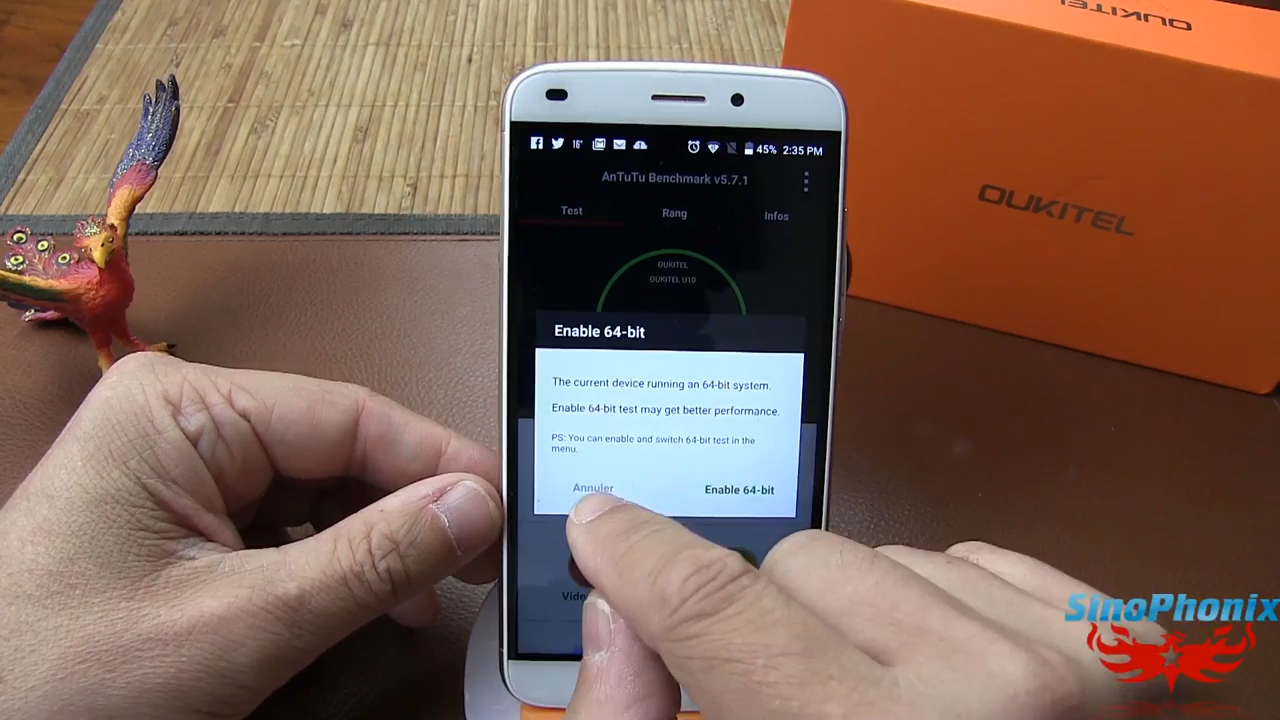 OUKITEL
OUKITEL
16°
45% 2:35 PM
AnTuTu Benchmark v5.7.1
Test Rang Infos
OUKITEL
OUKITEL U10
Enable 64-bit
The current device running an 64-bit system.
Enable 64-bit test may get better performance.
PS: You can enable and switch 64-bit test in the
menu.
Annuler Enable 64-bit
SinoPhonix